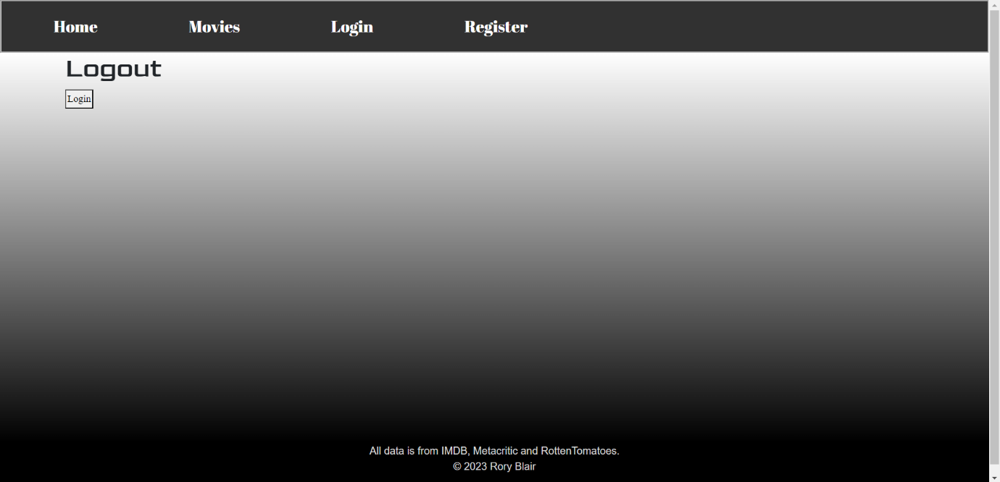 Home Movies Login Register
Logout
Login
All data is from IMDB, Metacritic and RottenTomatoes.
© 2023 Rory Blair